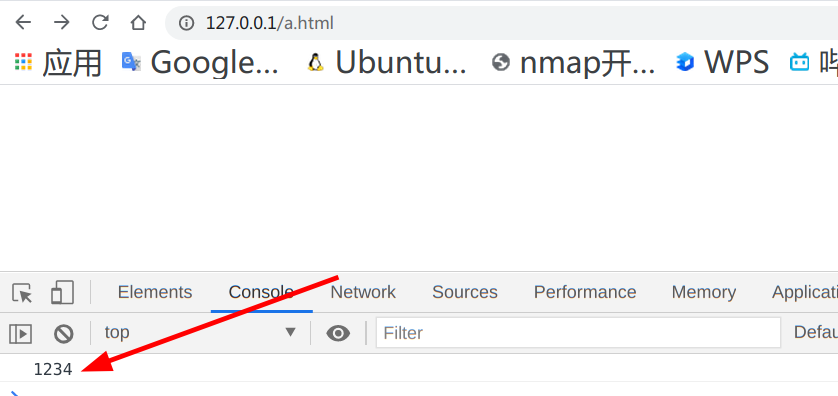 127.0.0.1/a.html
应用 Google... Ubuntu... nmap开... WPS
Elements Console Network Sources Performance Memory Applicati
top Filter Defau
1234